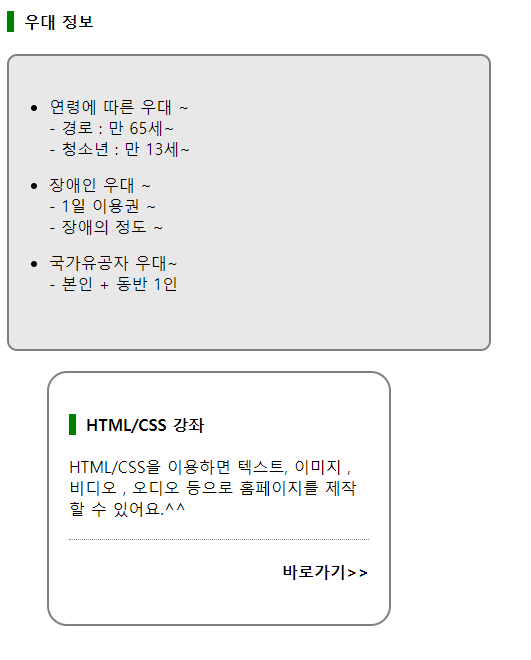 우대 정보
연령에 따른 우대 ~
- 경로 : 만 65세~
- 청소년 : 만 13세~
장애인 우대 ~
- 1일 이용권 ~
- 장애의 정도 ~
국가유공자 우대~
- 본인 + 동반 1인
HTML/CSS 강좌
HTML/CSS을 이용하면 텍스트, 이미지 ,
비디오 , 오디오 등으로 홈페이지를 제작
할 수 있어요.^^
바로가기>>